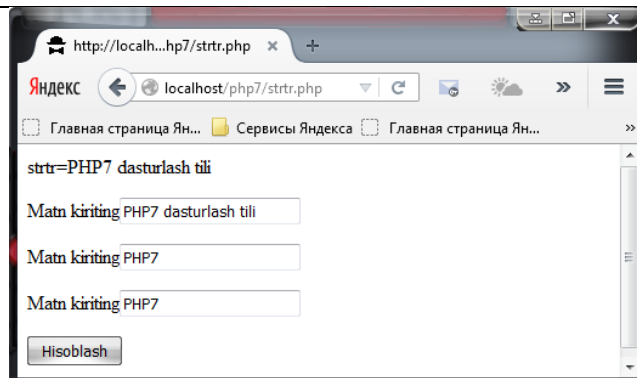 http://localh...hp7/strtr.php
Яндекс localhost/php7/strtr.php
Главная страница Ян... Сервисы Яндекса Главная страница Ян... »
strtr=PHP7 dasturlash tili
Matn kiriting PHP7 dasturlash tili
Matn kiriting PHP7
Matn kiriting PHP7
Hisoblash